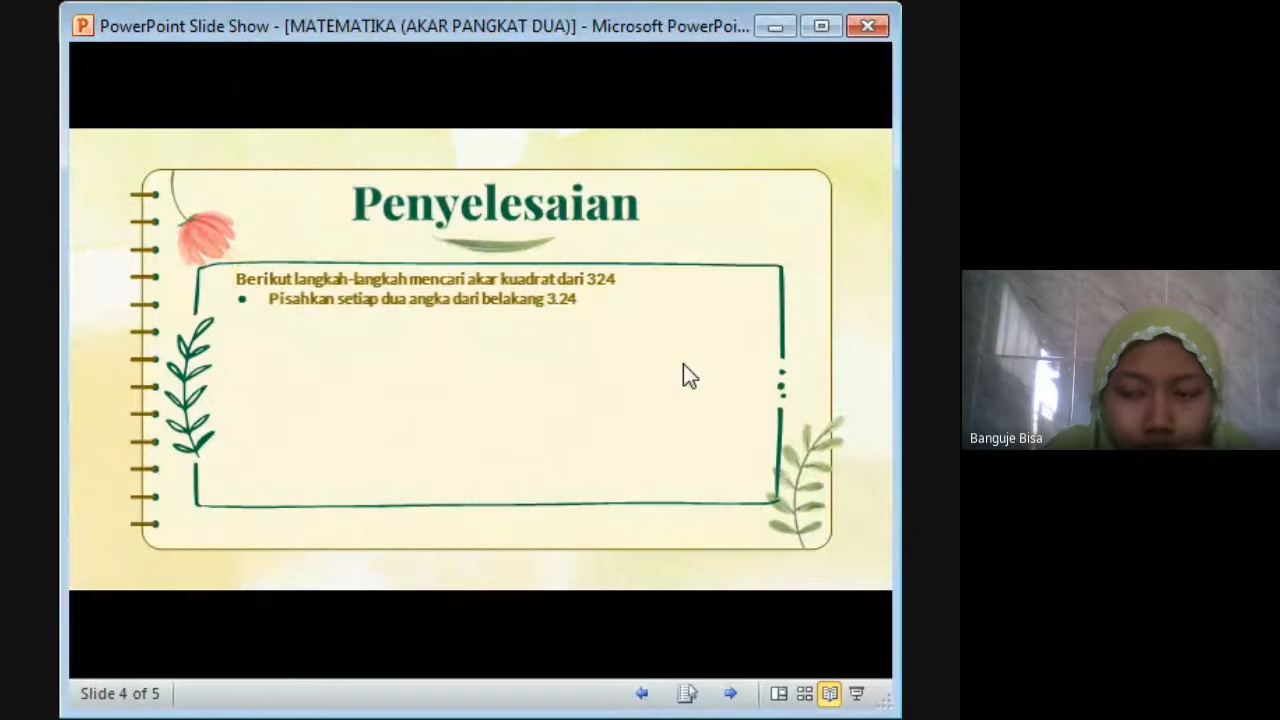 PowerPoint Slide Show - [MATEMATIKA (AKAR PANGKAT DUA)] - Microsoft PowerPoi...
Penyelesaian
Berikut langkah-langkah mencari akar kuadrat dari 324
• Pisahkan setiap dua angka dari belakang 3.24
Banguje Bisa
Slide 4 of 5